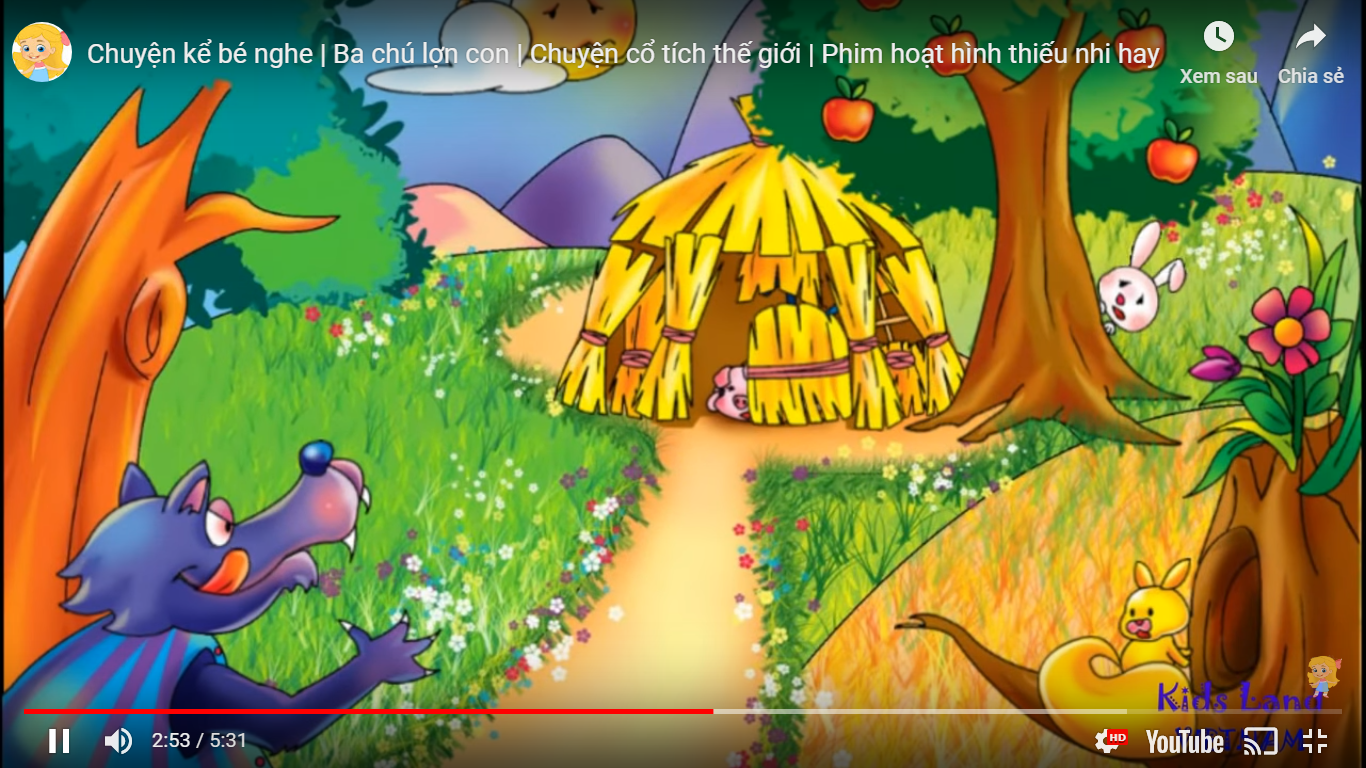 Chuyện kể bé nghe | Ba chú lợn con | Chuyện cổ tích thế giới | Phim hoạt hình thiếu nhi hay
Xem sau
Chia sẻ
Kids Land
2:53 / 5:31
HD
YouTube